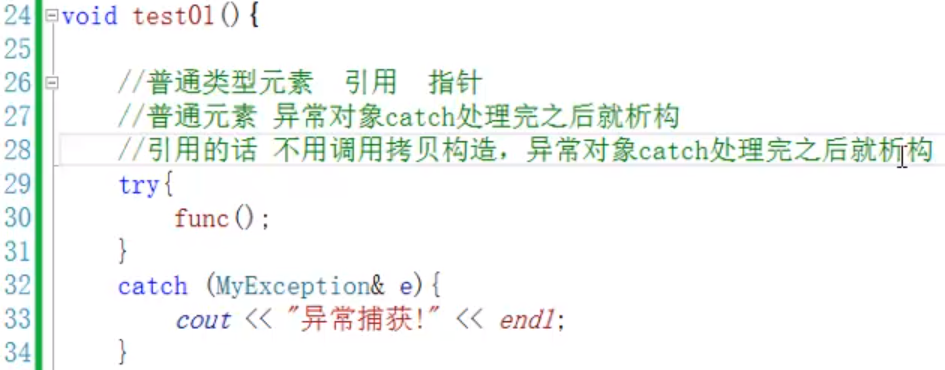 24 void test01(){
25
26 //普通类型元素 引用 指针
27 //普通元素 异常对象catch处理完之后就析构
28 //引用的话 不用调用拷贝构造，异常对象catch处理完之后就析构
29 try{
30 func();
31 }
32 catch (MyException& e){
33 cout << "异常捕获!" << endl;
34 }